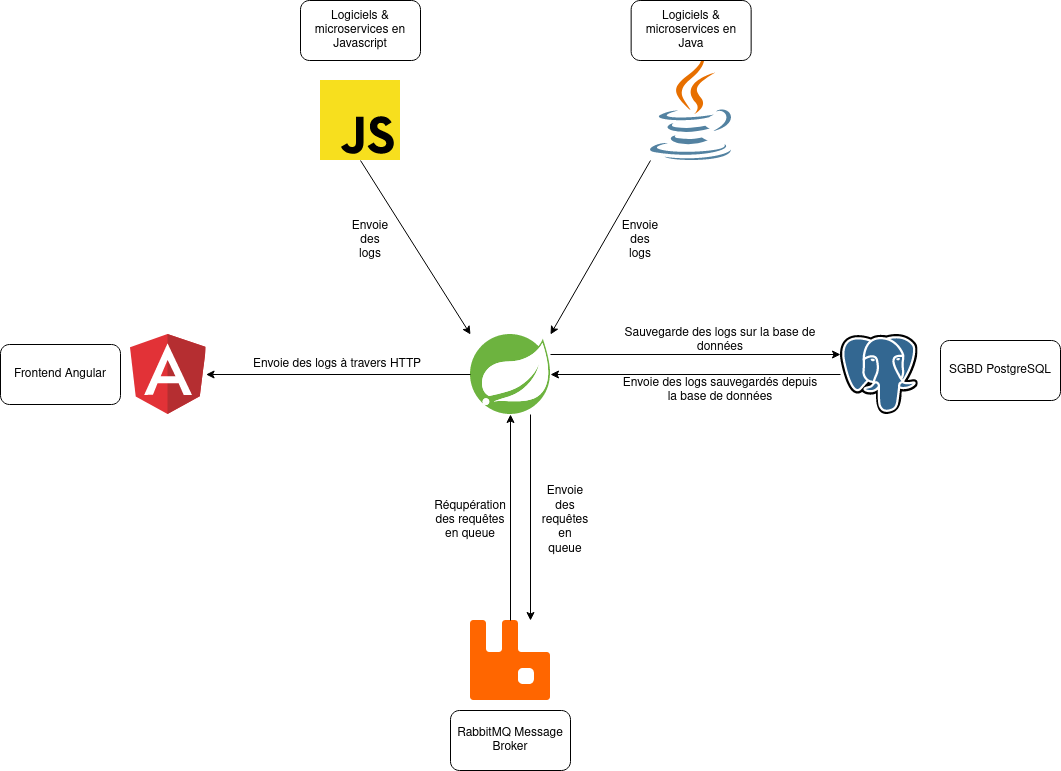 Logiciels &
microservices en
Javascript
Logiciels &
microservices en
Java
JS
Envoie
des
logs
Envoie
des
logs
Frontend Angular
A
Envoie des logs à travers HTTP
Sauvegarde des logs sur la base de
données
Envoie des logs sauvegardés depuis
la base de données
SGBD PostgreSQL
Réqupération
des requêtes
en queue
Envoie
des
requêtes
en
queue
RabbitMQ Message
Broker